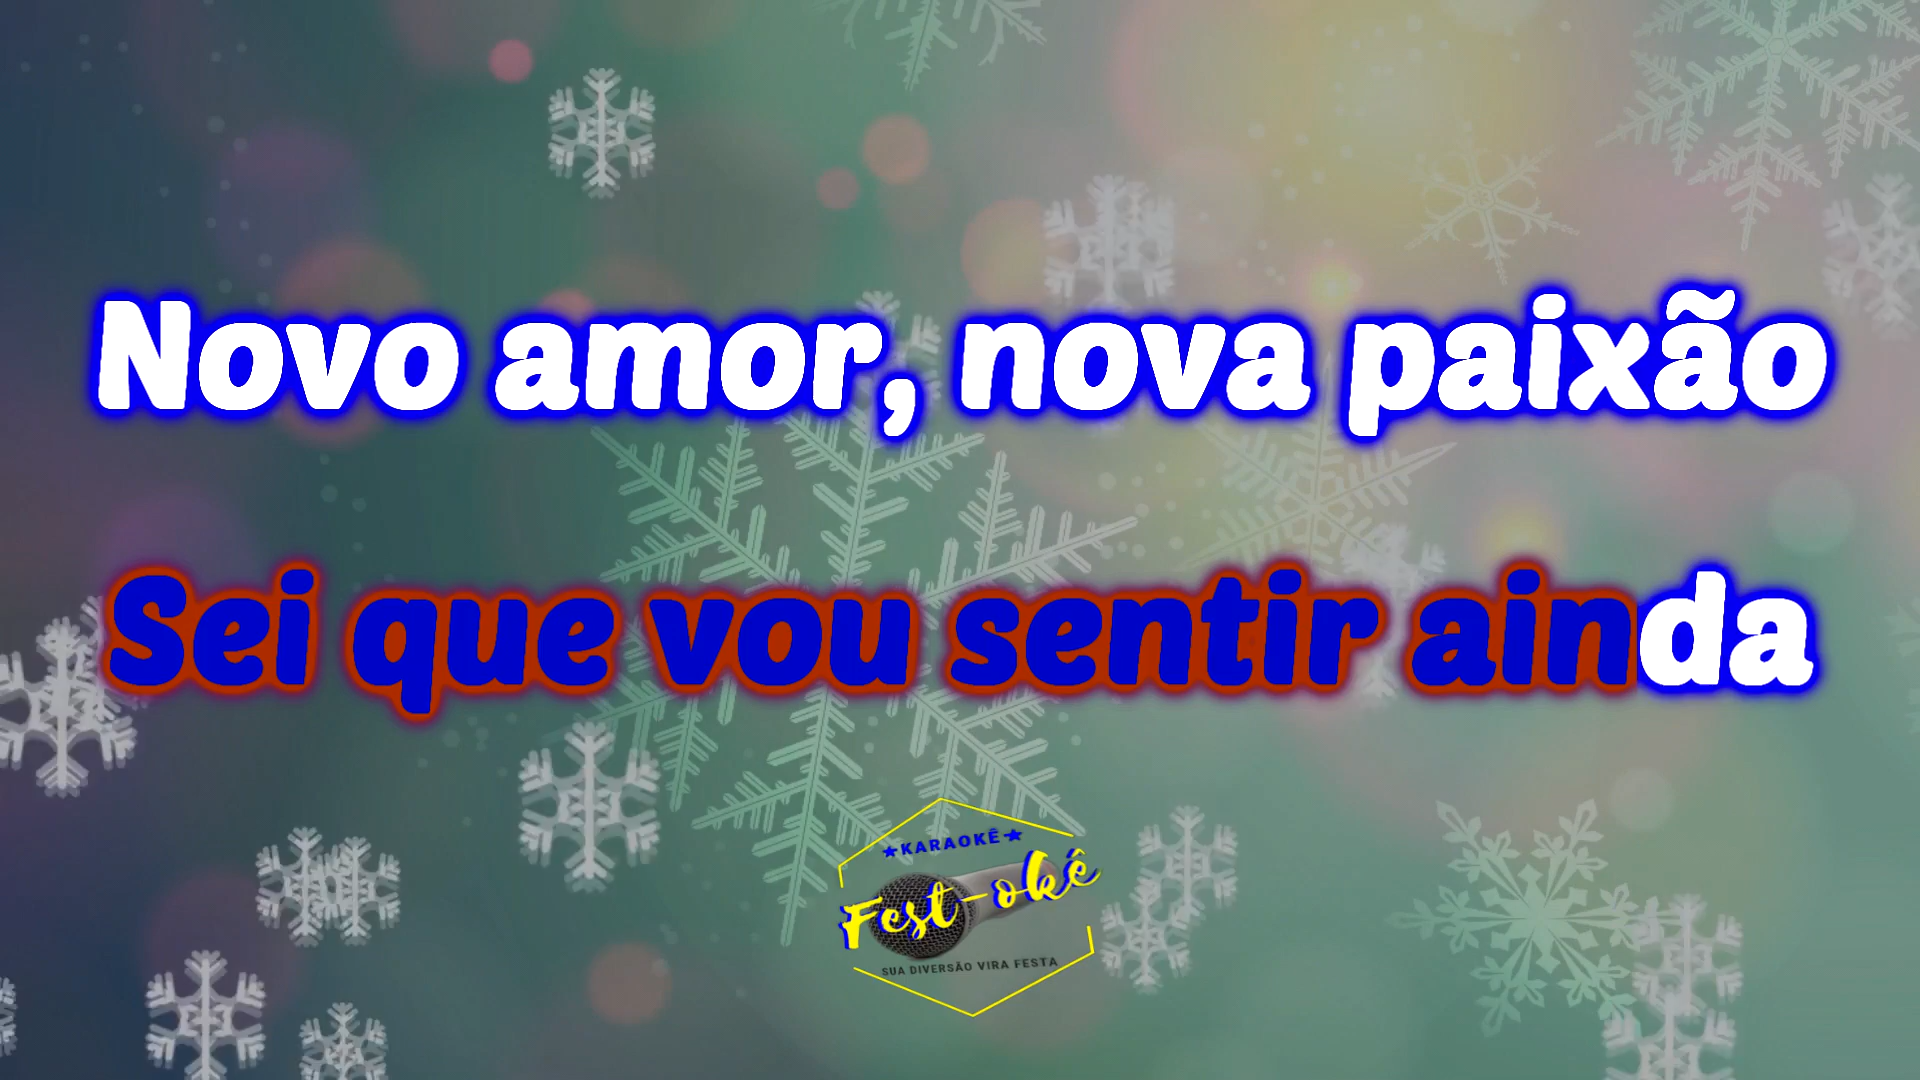 Novo amor, nova paixão
Sei que vou sentir ainda
★KARAOKÊ★
Fest-okê
SUA DIVERSÃO VIRA FESTA